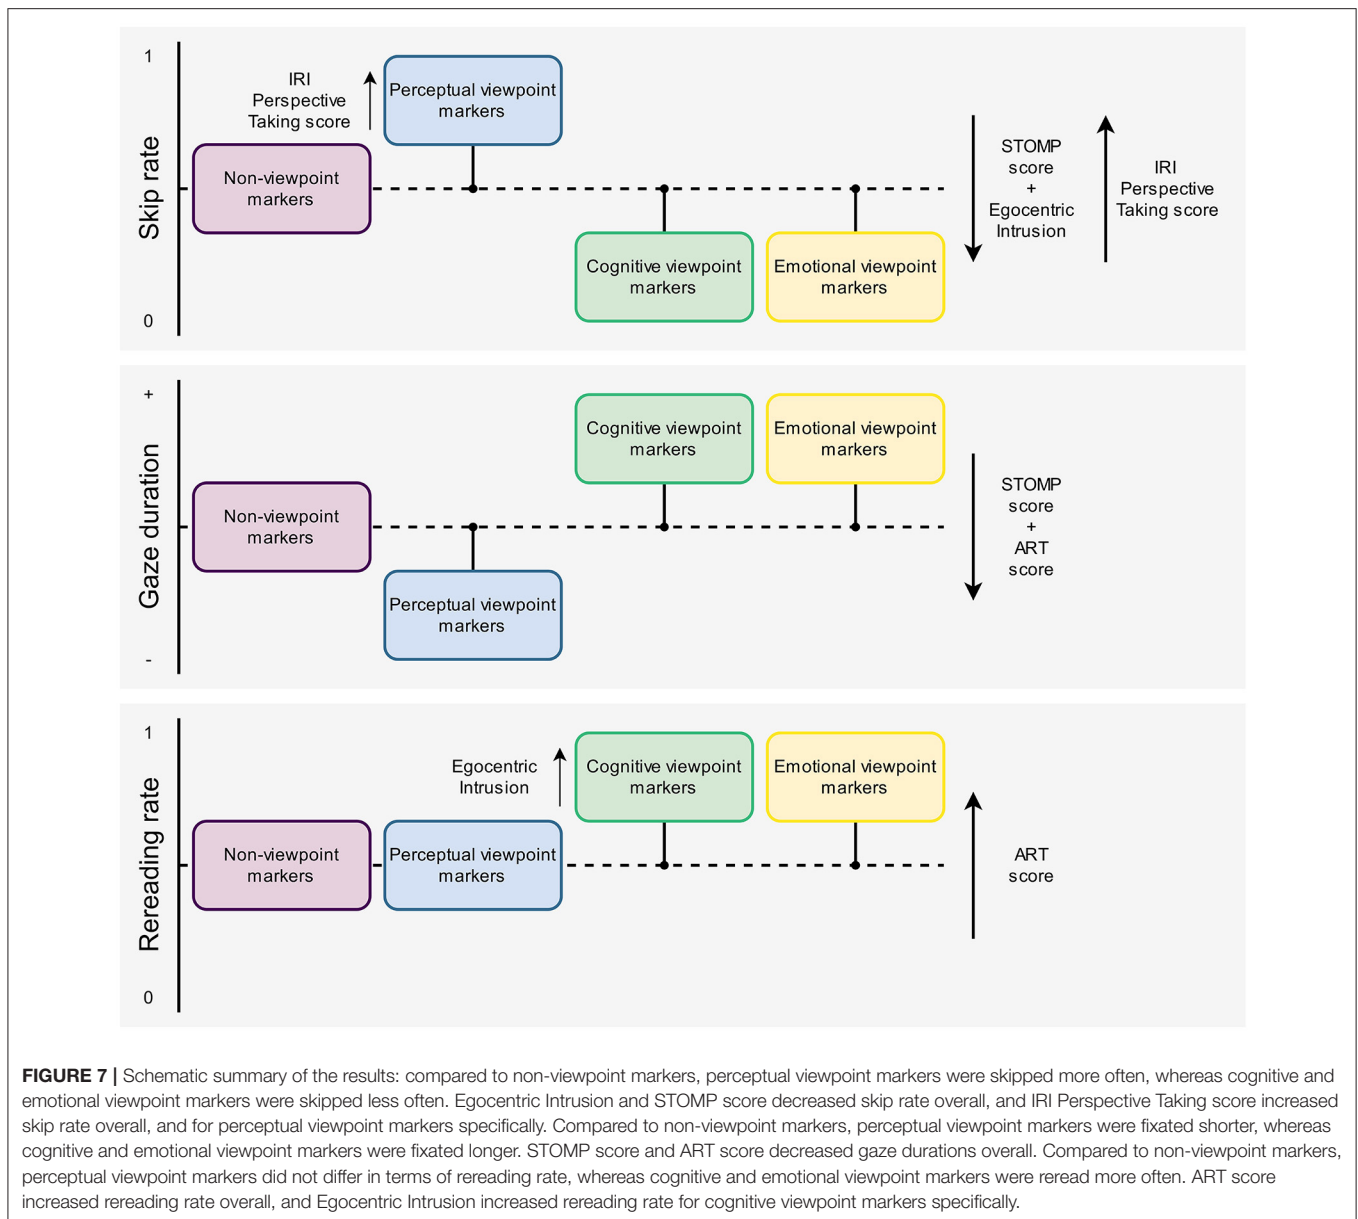 Skip rate
1
0
IRI
Perspective
Taking score
Perceptual viewpoint
markers
Non-viewpoint
markers
Cognitive viewpoint
markers
Emotional viewpoint
markers
STOMP
score
+
Egocentric
Intrusion
IRI
Perspective
Taking score
Gaze duration
+
-
Non-viewpoint
markers
Perceptual viewpoint
markers
Cognitive viewpoint
markers
Emotional viewpoint
markers
STOMP
score
+
ART
score
Rereading rate
1
0
Non-viewpoint
markers
Perceptual viewpoint
markers
Egocentric
Intrusion
Cognitive viewpoint
markers
Emotional viewpoint
markers
ART
score
FIGURE 7 | Schematic summary of the results: compared to non-viewpoint markers, perceptual viewpoint markers were skipped more often, whereas cognitive and
emotional viewpoint markers were skipped less often. Egocentric Intrusion and STOMP score decreased skip rate overall, and IRI Perspective Taking score increased
skip rate overall, and for perceptual viewpoint markers specifically. Compared to non-viewpoint markers, perceptual viewpoint markers were fixated shorter, whereas
cognitive and emotional viewpoint markers were fixated longer. STOMP score and ART score decreased gaze durations overall. Compared to non-viewpoint markers,
perceptual viewpoint markers did not differ in terms of rereading rate, whereas cognitive and emotional viewpoint markers were reread more often. ART score
increased rereading rate overall, and Egocentric Intrusion increased rereading rate for cognitive viewpoint markers specifically.